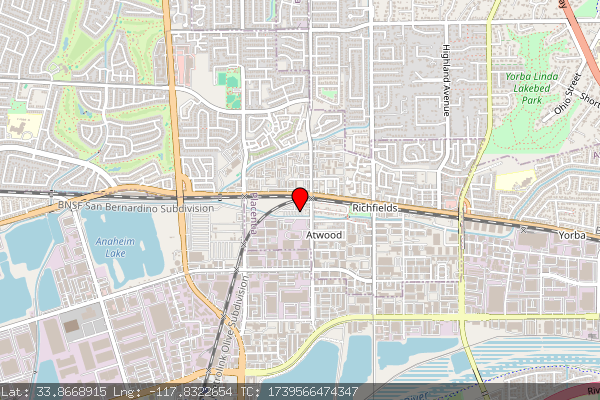 Highland Avenue
Yorba Linda
Lakebed
Park
Ohio Street
Short
BNSF San Bernardino Subdivision
Placentia
Richfields
Anaheim
Lake
Atwood
Yorba
trolink Olive Subdivision
Lat: 33.8668915 Lng: -117.8322654 TC: 1739566474347